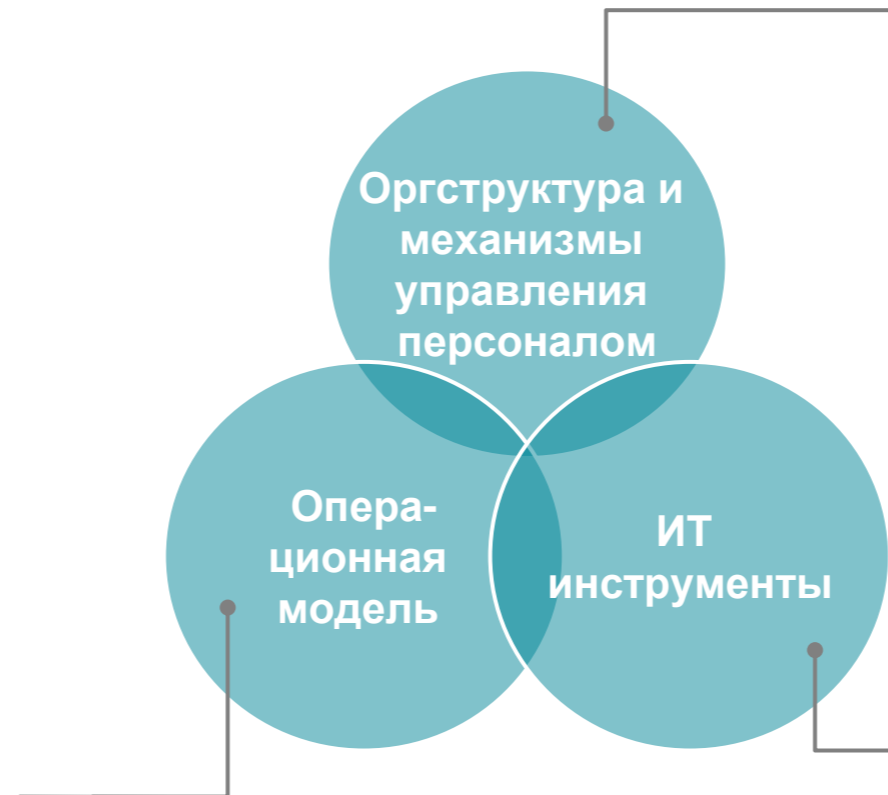 Оргструктура и
механизмы
управления
персоналом
Опера-
ционная
модель
ИТ
инструменты